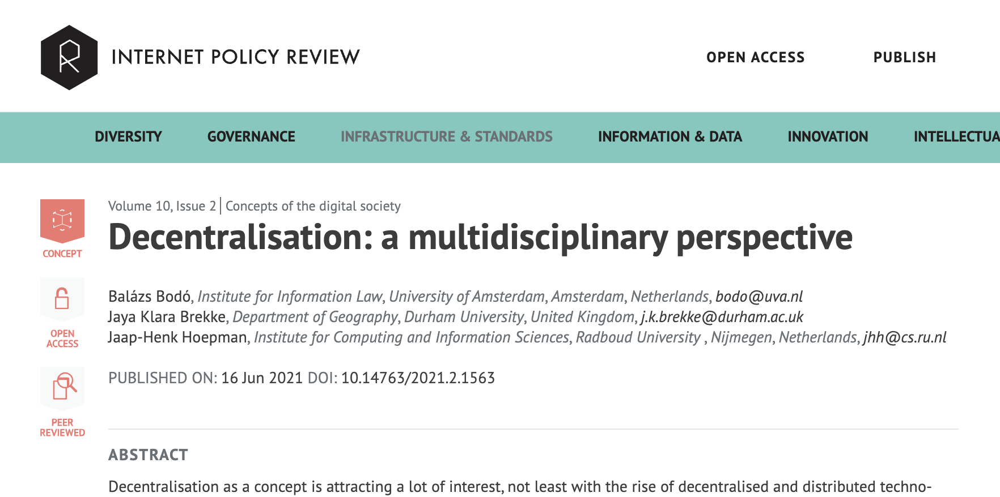 INTERNET POLICY REVIEW
OPEN ACCESS
PUBLISH
DIVERSITY
GOVERNANCE
INFRASTRUCTURE & STANDARDS
INFORMATION & DATA
INNOVATION
INTELLECTUA
CONCEPT
OPEN
ACCESS
PEER
REVIEWED
Volume 10, Issue 2 | Concepts of the digital society
Decentralisation: a multidisciplinary perspective
Balázs Bodó, Institute for Information Law, University of Amsterdam, Amsterdam, Netherlands, bodo@uva.nl
Jaya Klara Brekke, Department of Geography, Durham University, United Kingdom, j.k.brekke@durham.ac.uk
Jaap-Henk Hoepman, Institute for Computing and Information Sciences, Radboud University , Nijmegen, Netherlands, jhh@cs.ru.nl
PUBLISHED ON: 16 Jun 2021 DOI: 10.14763/2021.2.1563
ABSTRACT
Decentralisation as a concept is attracting a lot of interest, not least with the rise of decentralised and distributed techno-